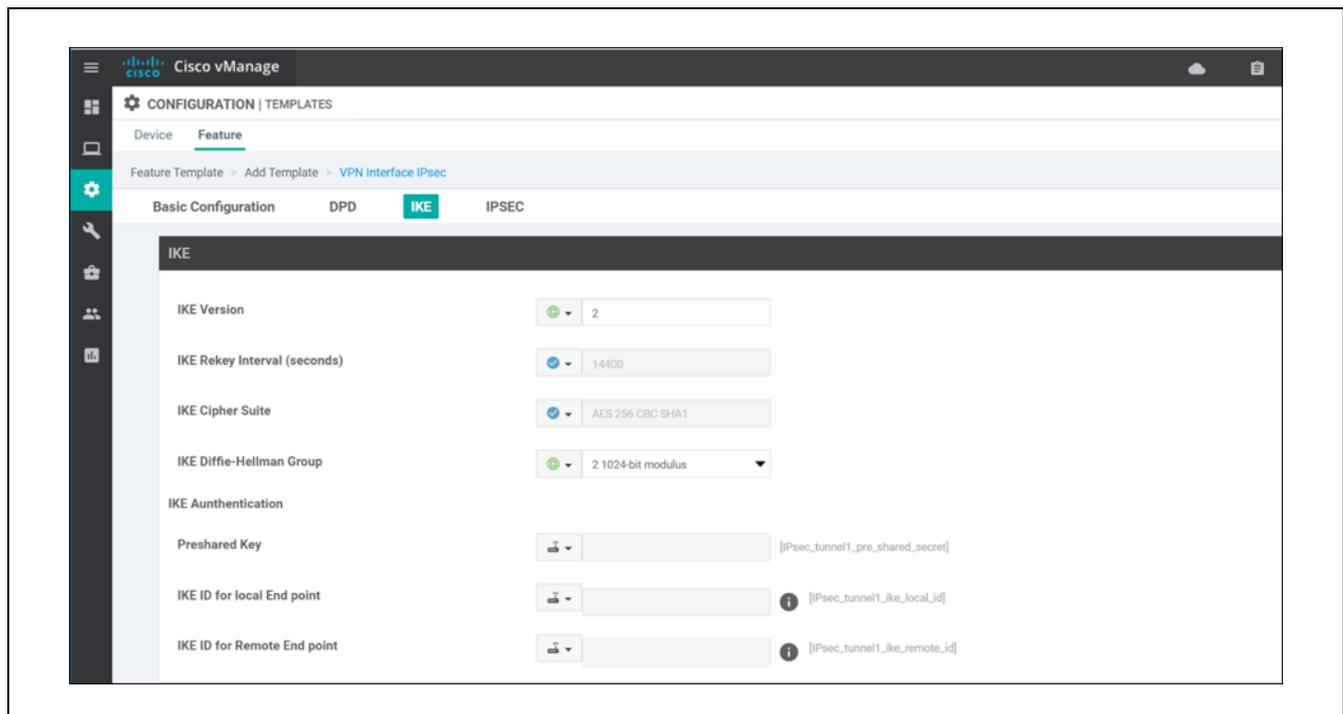 cisco Cisco vManage
CONFIGURATION | TEMPLATES
Device Feature
Feature Template > Add Template > VPN Interface IPsec
Basic Configuration DPD IKE IPSEC
IKE
IKE Version 2
IKE Rekey Interval (seconds) 14400
IKE Cipher Suite AES 256 CBC SHA1
IKE Diffie-Hellman Group 2 1024-bit modulus
IKE Aunthentication
Preshared Key [IPsec_tunnel1_pre_shared_secret]
IKE ID for local End point [IPsec_tunnel1_ike_local_id]
IKE ID for Remote End point [IPsec_tunnel1_ike_remote_id]